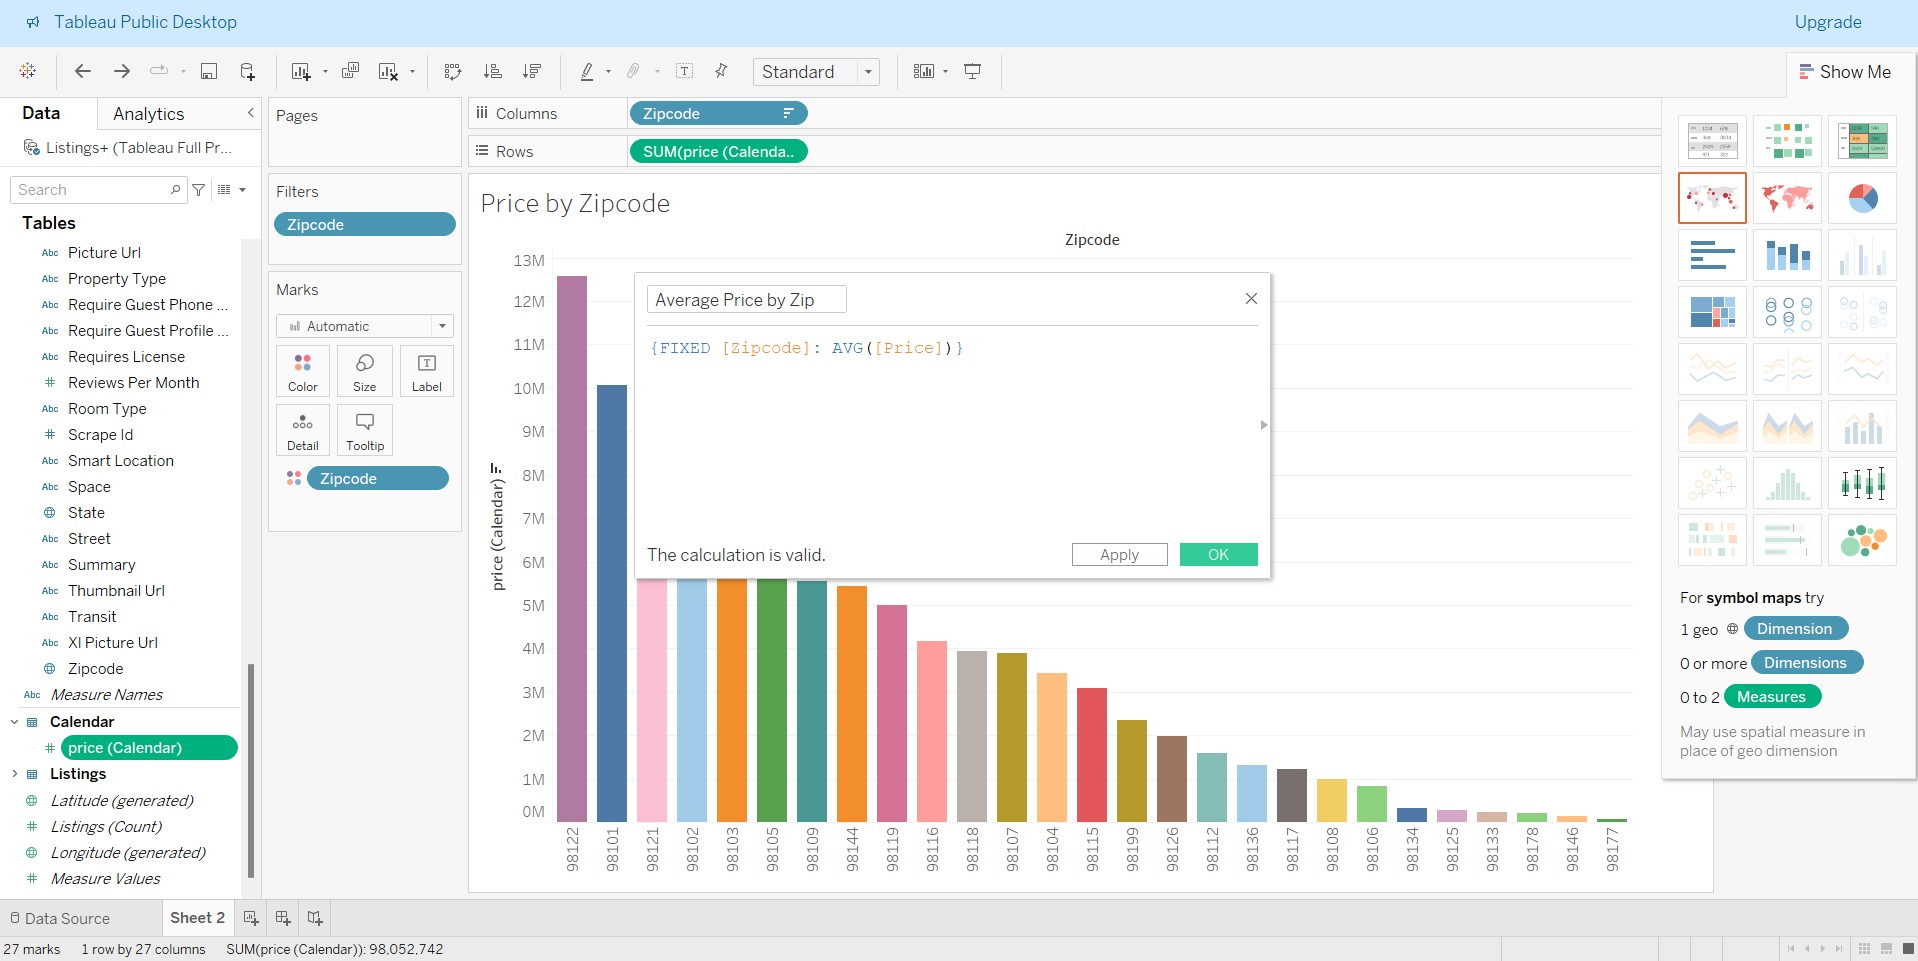 Tableau Public Desktop
Upgrade
Standard
Show Me
Data
Analytics
Listings+ (Tableau Full Pr...
Search
Tables
Abc Picture Url
Abc Property Type
Abc Require Guest Phone ...
Abc Require Guest Profile ...
Abc Requires License
# Reviews Per Month
Abc Room Type
# Scrape Id
Abc Smart Location
Abc Space
State
Abc Street
Abc Summary
Abc Thumbnail Url
Abc Transit
Abc Xl Picture Url
Zipcode
Abc Measure Names
Calendar
# price (Calendar)
Listings
Latitude (generated)
# Listings (Count)
Longitude (generated)
# Measure Values
Pages
Filters
Zipcode
Marks
Automatic
Color
Size
Label
Detail
Tooltip
Zipcode
Columns
Zipcode
Rows
SUM(price (Calenda..
Price by Zipcode
Zipcode
price (Calendar)
13M
12M
11M
10M
9M
8M
7M
6M
5M
4M
3M
2M
1M
0M
98122
98101
98121
98102
98103
98105
98109
98144
98119
98116
98118
98107
98104
98115
98199
98126
98112
98136
98117
98108
98106
98134
98125
98133
98178
98146
98177
Average Price by Zip
{FIXED [Zipcode]: AVG([Price])}
The calculation is valid.
Apply
OK
For symbol maps try
1 geo Dimension
0 or more Dimensions
0 to 2 Measures
May use spatial measure in
place of geo dimension
Data Source
Sheet 2
27 marks
1 row by 27 columns
SUM(price (Calendar)): 98,052,742